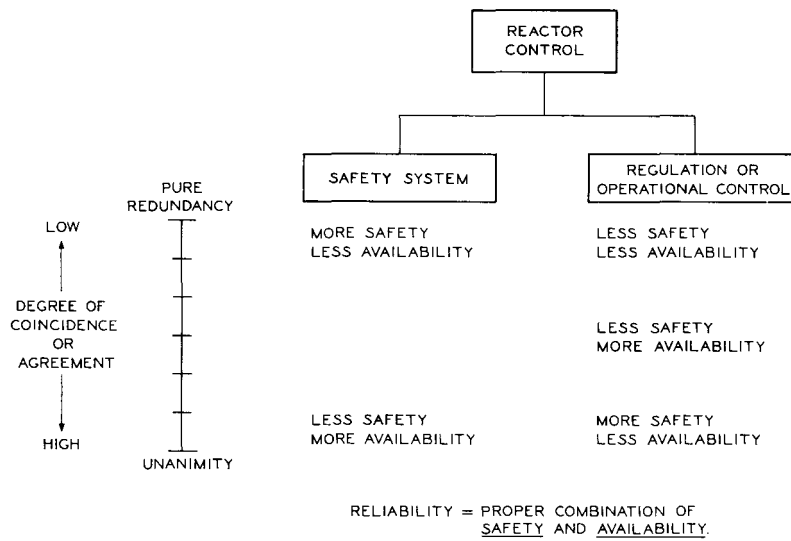 REACTOR
CONTROL
SAFETY SYSTEM
REGULATION OR
OPERATIONAL CONTROL
PURE
REDUNDANCY
LOW
DEGREE OF
COINCIDENCE
OR
AGREEMENT
HIGH
UNANIMITY
MORE SAFETY
LESS AVAILABILITY
LESS SAFETY
LESS AVAILABILITY
LESS SAFETY
MORE AVAILABILITY
LESS SAFETY
MORE AVAILABILITY
MORE SAFETY
LESS AVAILABILITY
RELIABILITY = PROPER COMBINATION OF
SAFETY AND AVAILABILITY.